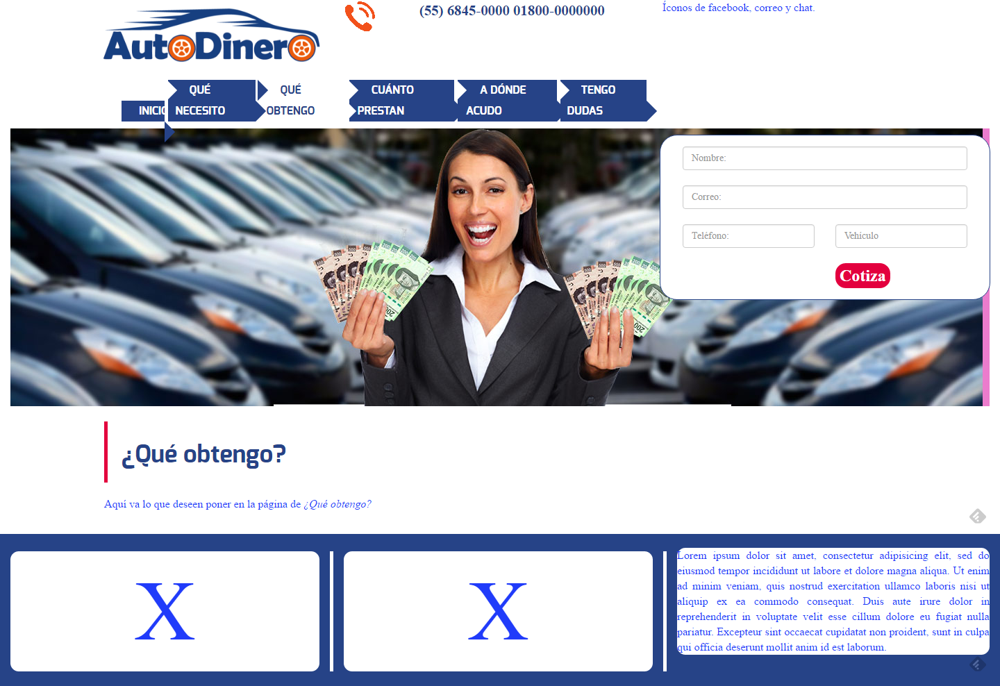 AutoDinero
(55) 6845-0000 01800-0000000
Íconos de facebook, correo y chat.
INICIO
QUÉ
NECESITO
QUÉ
OBTENGO
CUÁNTO
PRESTAN
A DÓNDE
ACUDO
TENGO
DUDAS
Nombre:
Correo:
Teléfono:
Vehiculo
Cotiza
¿Qué obtengo?
Aquí va lo que deseen poner en la página de ¿Qué obtengo?
X
X
Lorem ipsum dolor sit amet, consectetur adipisicing elit, sed do
eiusmod tempor incididunt ut labore et dolore magna aliqua. Ut enim
ad minim veniam, quis nostrud exercitation ullamco laboris nisi ut
aliquip ex ea commodo consequat. Duis aute irure dolor in
reprehenderit in voluptate velit esse cillum dolore eu fugiat nulla
pariatur. Excepteur sint occaecat cupidatat non proident, sunt in culpa
qui officia deserunt mollit anim id est laborum.